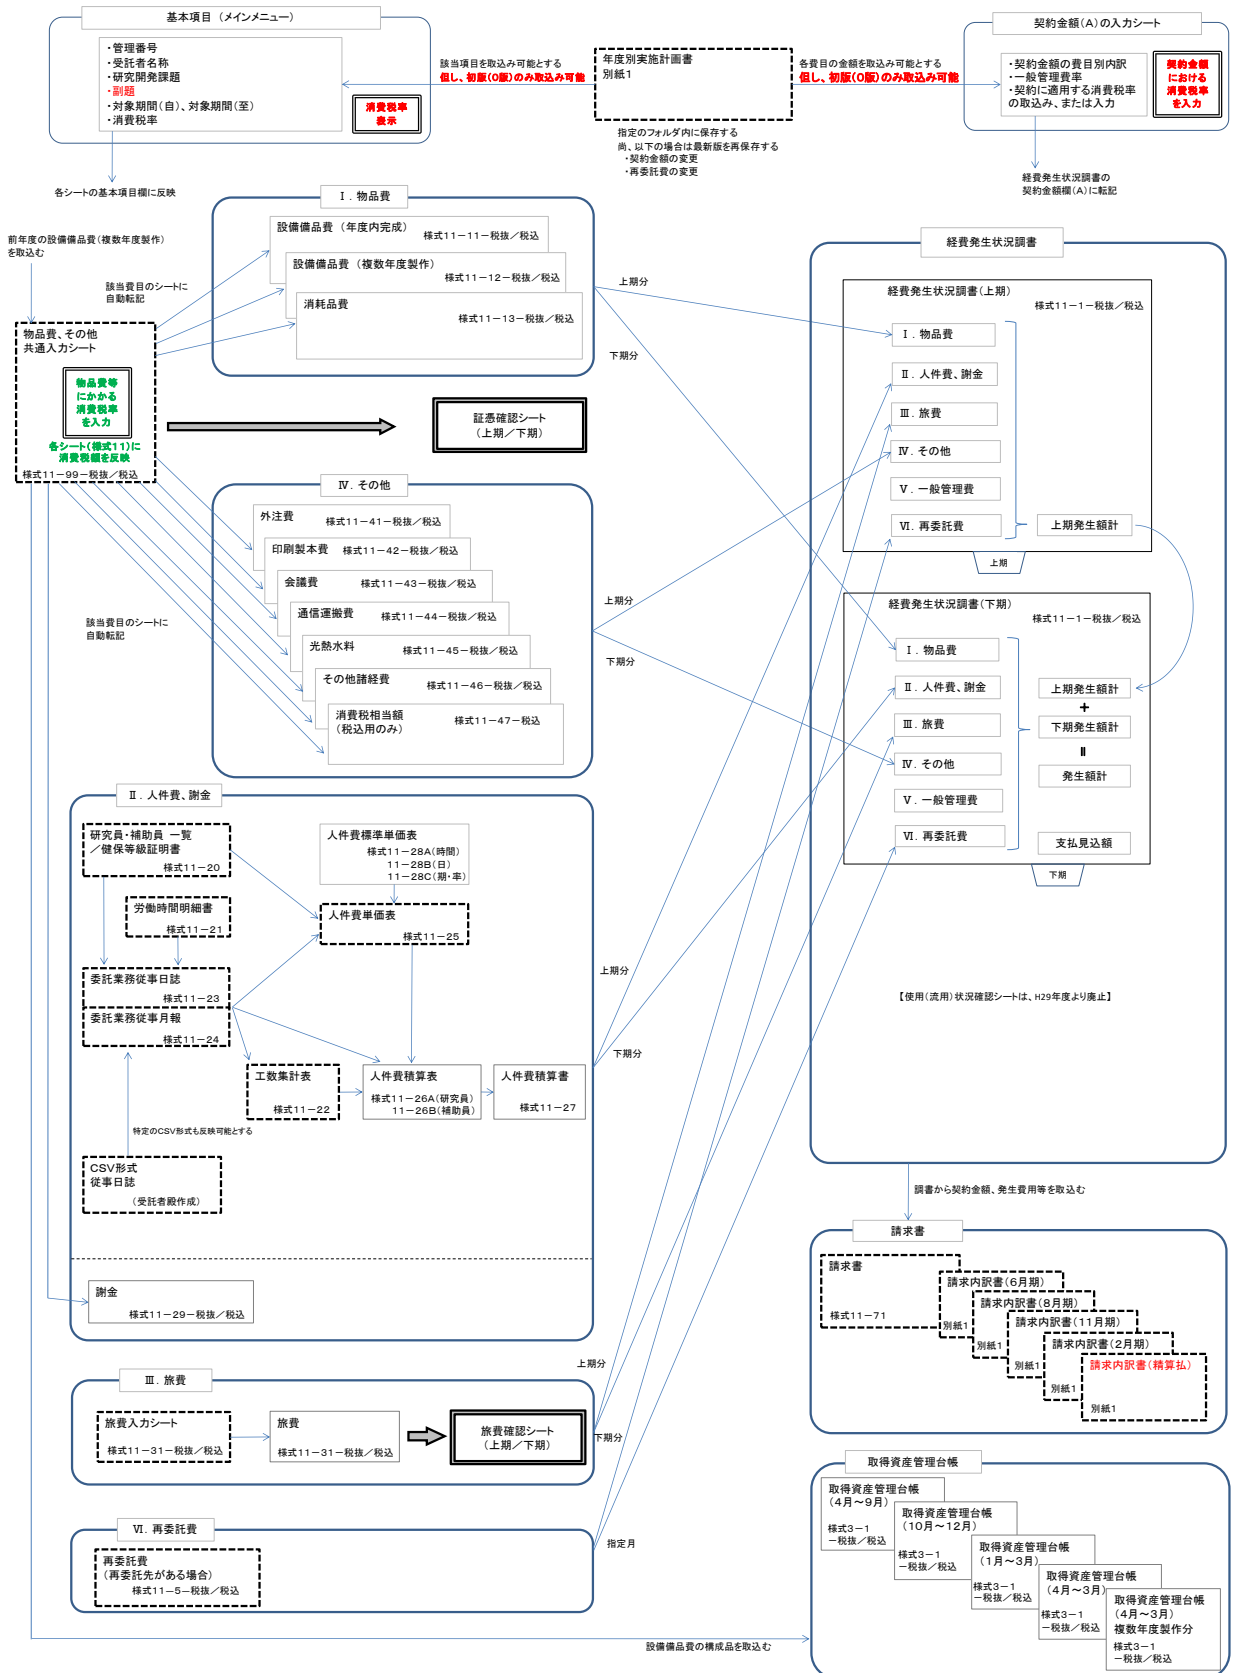 基本項目（メインメニュー）
・管理番号
・受託者名称
・研究開発課題
・副題
・対象期間（自）、対象期間（至）
・消費税率
消費税率
表示
各シートの基本項目欄に反映
該当項目を取込み可能とする
但し、初版（0版）のみ取込み可能
年度別実施計画書
別紙1
指定のフォルダ内に保存する
尚、以下の場合は最新版を再保存する
・契約金額の変更
・再委託費の変更
各費目の金額を取込み可能とする
但し、初版（0版）のみ取込み可能
契約金額（A）の入力シート
・契約金額の費目別内訳
・一般管理費率
・契約に適用する消費税率
の取込み、または入力
契約金額
における
消費税率
を入力
経費発生状況調書の
契約金額欄（A）に転記
前年度の設備備品費（複数年度製作）
を取込む
該当費目のシートに
自動転記
物品費、その他
共通入力シート
物品費等
にかかる
消費税率
を入力
各シート（様式11）に
消費税額を反映
様式11－99－税抜／税込
Ⅰ．物品費
設備備品費（年度内完成）
様式11－11－税抜／税込
設備備品費（複数年度製作）
様式11－12－税抜／税込
消耗品費
様式11－13－税抜／税込
上期分
下期分
証憑確認シート
（上期／下期）
Ⅳ．その他
外注費
様式11－41－税抜／税込
印刷製本費
様式11－42－税抜／税込
会議費
様式11－43－税抜／税込
通信運搬費
様式11－44－税抜／税込
光熱水料
様式11－45－税抜／税込
その他諸経費
様式11－46－税抜／税込
消費税相当額
（税込用のみ）
様式11－47－税込
該当費目のシートに
自動転記
上期分
下期分
Ⅱ．人件費、謝金
研究員・補助員 一覧
／健保等級証明書
様式11－20
労働時間明細書
様式11－21
委託業務従事日誌
様式11－23
委託業務従事月報
様式11－24
特定のCSV形式も反映可能とする
CSV形式
従事日誌
（受託者殿作成）
人件費標準単価表
様式11－28A（時間）
11－28B（日）
11－28C（期・率）
人件費単価表
様式11－25
工数集計表
様式11－22
人件費積算表
様式11－26A（研究員）
11－26B（補助員）
人件費積算書
様式11－27
上期分
下期分
謝金
様式11－29－税抜／税込
Ⅲ．旅費
旅費入力シート
様式11－31－税抜／税込
旅費
様式11－31－税抜／税込
旅費確認シート
（上期／下期）
上期分
下期分
Ⅵ．再委託費
再委託費
（再委託先がある場合）
様式11－5－税抜／税込
指定月
設備備品費の構成品を取込む
経費発生状況調書
経費発生状況調書（上期）
様式11－1－税抜／税込
Ⅰ．物品費
Ⅱ．人件費、謝金
Ⅲ．旅費
Ⅳ．その他
Ⅴ．一般管理費
Ⅵ．再委託費
上期発生額計
上期
経費発生状況調書（下期）
様式11－1－税抜／税込
Ⅰ．物品費
Ⅱ．人件費、謝金
Ⅲ．旅費
Ⅳ．その他
Ⅴ．一般管理費
Ⅵ．再委託費
上期発生額計
＋
下期発生額計
＝
発生額計
支払見込額
下期
【使用（流用）状況確認シートは、H29年度より廃止】
調書から契約金額、発生費用等を取込む
請求書
請求書
様式11－71
請求内訳書（6月期）
別紙1
請求内訳書（8月期）
別紙1
請求内訳書（11月期）
別紙1
請求内訳書（2月期）
別紙1
請求内訳書（精算払）
別紙1
取得資産管理台帳
取得資産管理台帳
（4月～9月）
様式3－1
－税抜／税込
取得資産管理台帳
（10月～12月）
様式3－1
－税抜／税込
取得資産管理台帳
（1月～3月）
様式3－1
－税抜／税込
取得資産管理台帳
（4月～3月）
様式3－1
－税抜／税込
取得資産管理台帳
（4月～3月）
複数年度製作分
様式3－1
－税抜／税込